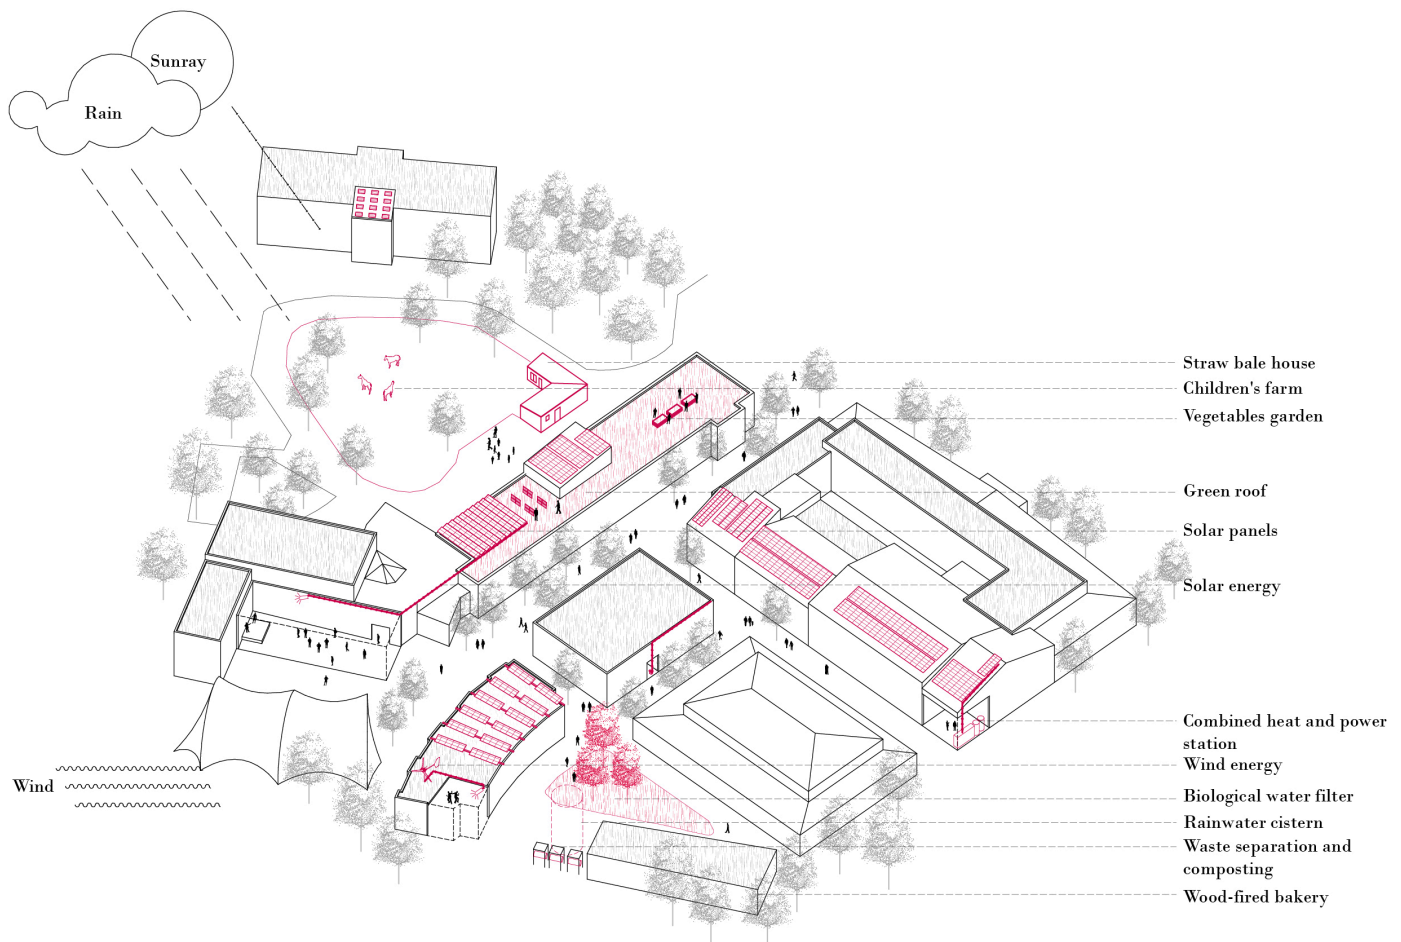 Sunray
Rain
Straw bale house
Children's farm
Vegetables garden
Green roof
Solar panels
Solar energy
Combined heat and power
station
Wind energy
Wind
Biological water filter
Rainwater cistern
Waste separation and
composting
Wood-fired bakery